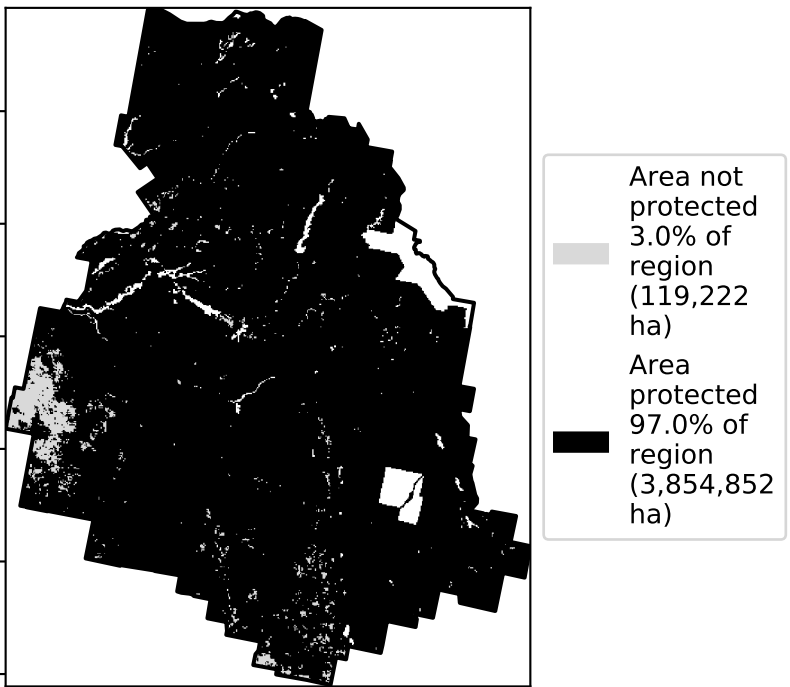 Area not
protected
3.0% of
region
(119,222
ha)
Area
protected
97.0% of
region
(3,854,852
ha)